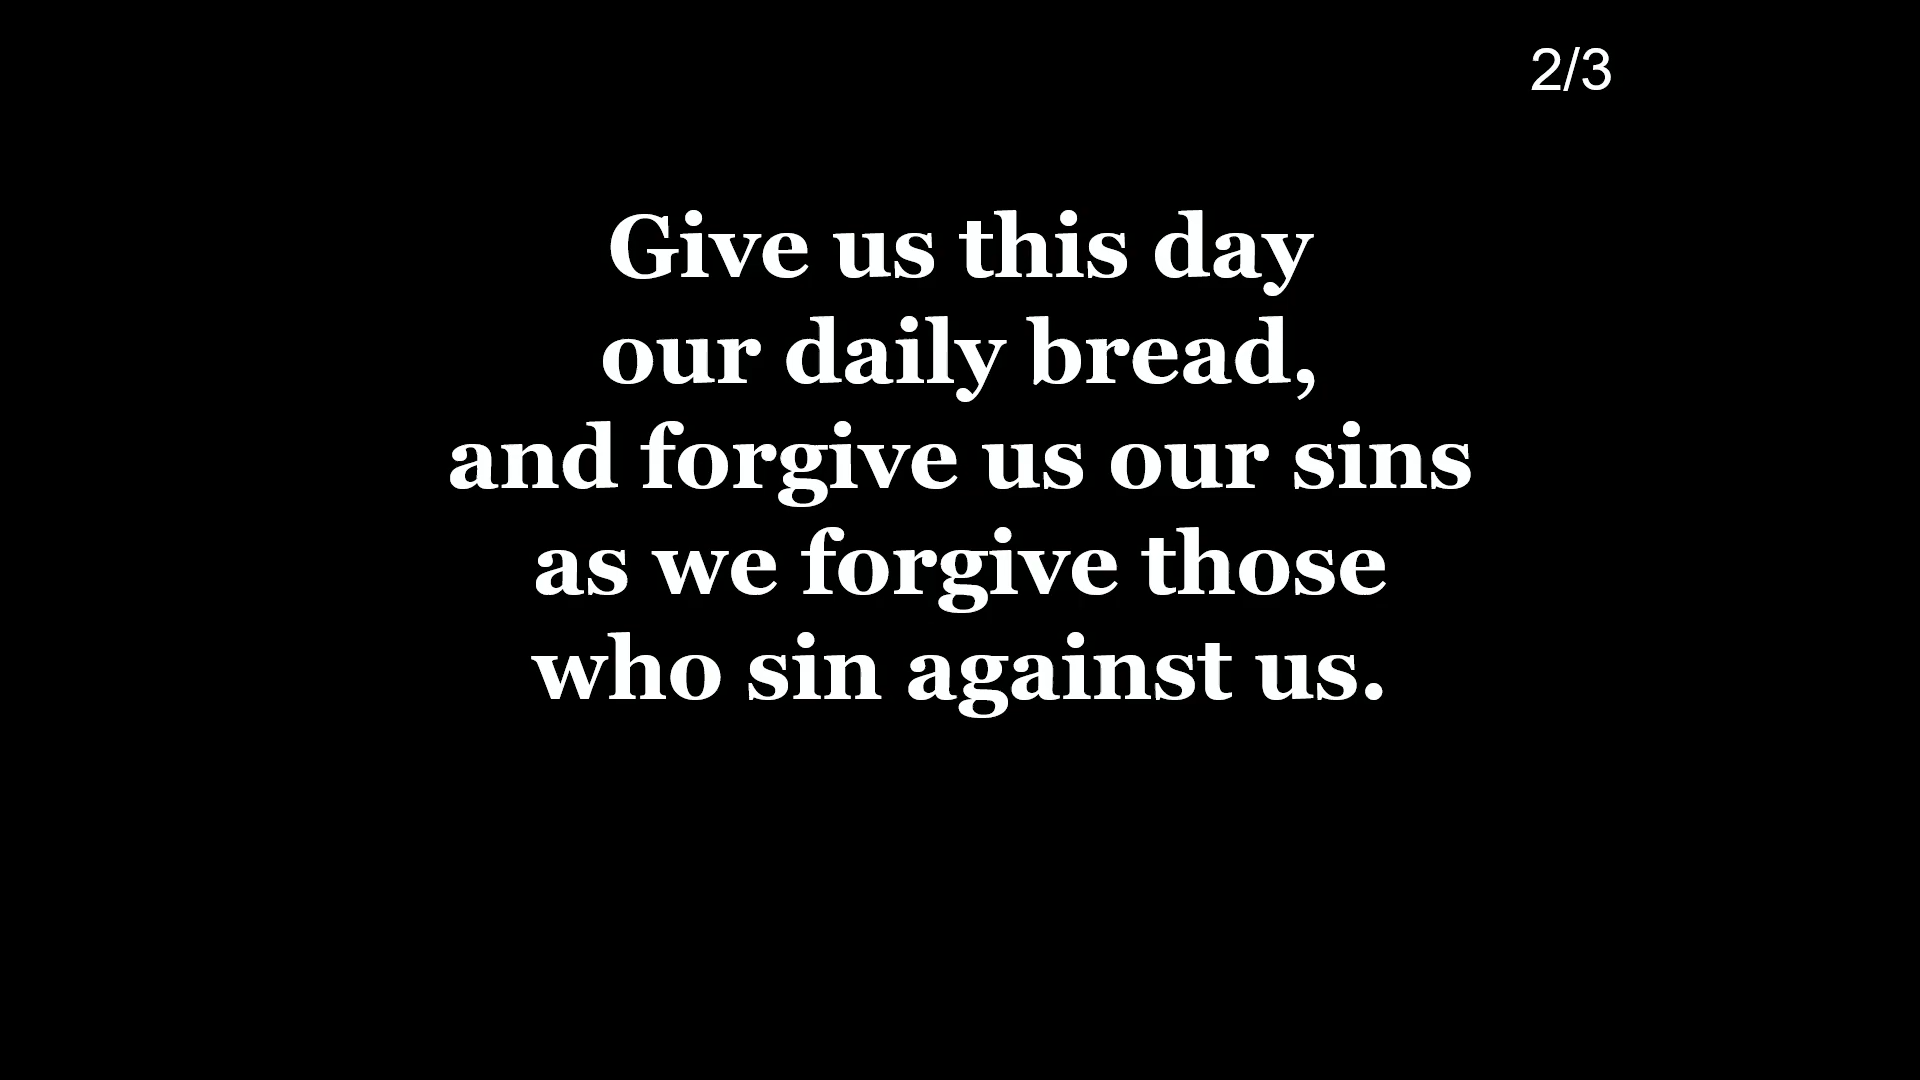 2/3
Give us this day
our daily bread,
and forgive us our sins
as we forgive those
who sin against us.